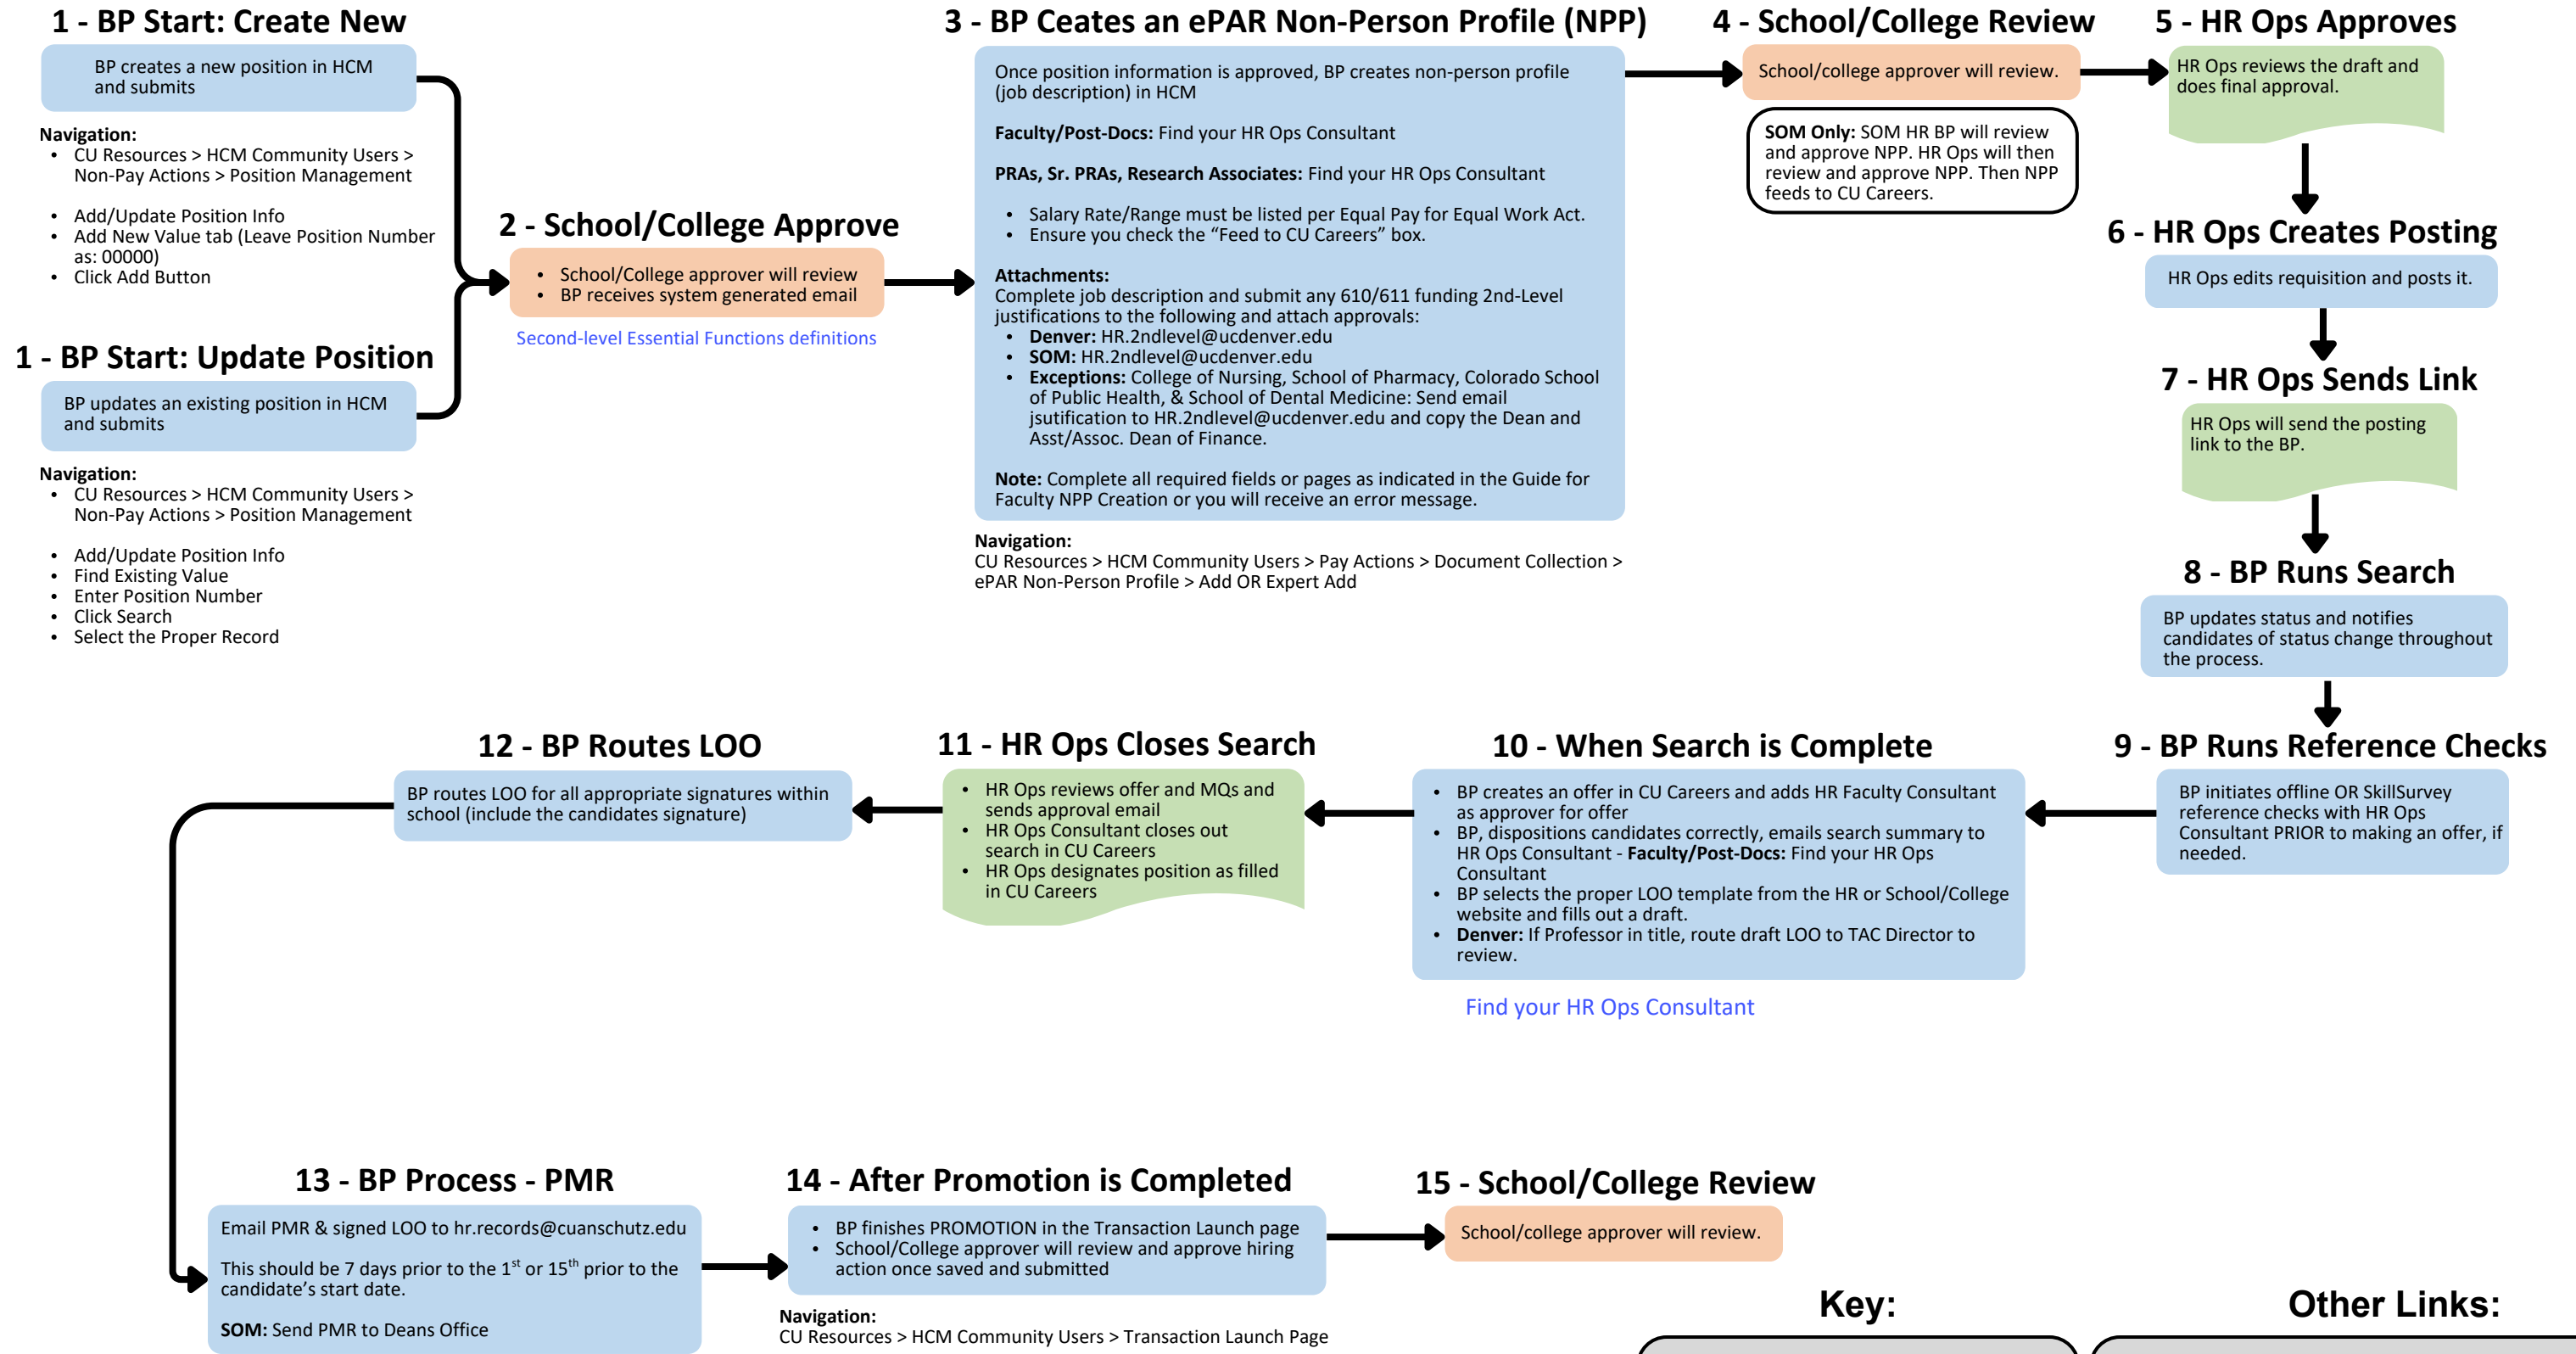 1 - BP Start: Create New
BP creates a new position in HCM
and submits
Navigation:
• CU Resources > HCM Community Users >
Non-Pay Actions > Position Management
• Add/Update Position Info
• Add New Value tab (Leave Position Number
as: 00000)
• Click Add Button
1 - BP Start: Update Position
BP updates an existing position in HCM
and submits
Navigation:
• CU Resources > HCM Community Users >
Non-Pay Actions > Position Management
• Add/Update Position Info
• Find Existing Value
• Enter Position Number
• Click Search
• Select the Proper Record
2 - School/College Approve
• School/College approver will review
• BP receives system generated email
Second-level Essential Functions definitions
3 - BP Ceates an ePAR Non-Person Profile (NPP)
Once position information is approved, BP creates non-person profile
(job description) in HCM
Faculty/Post-Docs: Find your HR Ops Consultant
PRAs, Sr. PRAs, Research Associates: Find your HR Ops Consultant
• Salary Rate/Range must be listed per Equal Pay for Equal Work Act.
• Ensure you check the “Feed to CU Careers” box.
Attachments:
Complete job description and submit any 610/611 funding 2nd-Level
justifications to the following and attach approvals:
• Denver: HR.2ndlevel@ucdenver.edu
• SOM: HR.2ndlevel@ucdenver.edu
• Exceptions: College of Nursing, School of Pharmacy, Colorado School
of Public Health, & School of Dental Medicine: Send email
jsutification to HR.2ndlevel@ucdenver.edu and copy the Dean and
Asst/Assoc. Dean of Finance.
Note: Complete all required fields or pages as indicated in the Guide for
Faculty NPP Creation or you will receive an error message.
Navigation:
CU Resources > HCM Community Users > Pay Actions > Document Collection >
ePAR Non-Person Profile > Add OR Expert Add
4 - School/College Review
School/college approver will review.
SOM Only: SOM HR BP will review
and approve NPP. HR Ops will then
review and approve NPP. Then NPP
feeds to CU Careers.
5 - HR Ops Approves
HR Ops reviews the draft and
does final approval.
6 - HR Ops Creates Posting
HR Ops edits requisition and posts it.
7 - HR Ops Sends Link
HR Ops will send the posting
link to the BP.
8 - BP Runs Search
BP updates status and notifies
candidates of status change throughout
the process.
9 - BP Runs Reference Checks
BP initiates offline OR SkillSurvey
reference checks with HR Ops
Consultant PRIOR to making an offer, if
needed.
10 - When Search is Complete
• BP creates an offer in CU Careers and adds HR Faculty Consultant
as approver for offer
• BP, dispositions candidates correctly, emails search summary to
HR Ops Consultant - Faculty/Post-Docs: Find your HR Ops
Consultant
• BP selects the proper LOO template from the HR or School/College
website and fills out a draft.
• Denver: If Professor in title, route draft LOO to TAC Director to
review.
Find your HR Ops Consultant
11 - HR Ops Closes Search
• HR Ops reviews offer and MQs and
sends approval email
• HR Ops Consultant closes out
search in CU Careers
• HR Ops designates position as filled
in CU Careers
12 - BP Routes LOO
BP routes LOO for all appropriate signatures within
school (include the candidates signature)
13 - BP Process - PMR
Email PMR & signed LOO to hr.records@cuanschutz.edu
This should be 7 days prior to the 1st or 15th prior to the
candidate’s start date.
SOM: Send PMR to Deans Office
14 - After Promotion is Completed
• BP finishes PROMOTION in the Transaction Launch page
• School/College approver will review and approve hiring
action once saved and submitted
Navigation:
CU Resources > HCM Community Users > Transaction Launch Page
15 - School/College Review
School/college approver will review.
Key:
Other Links: